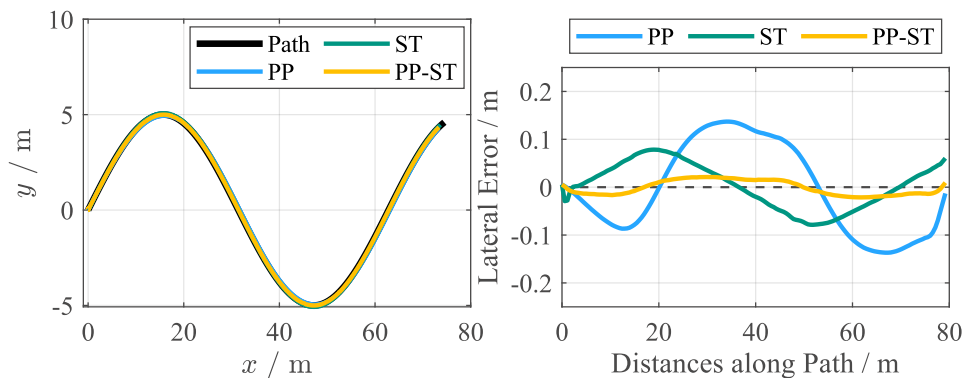 10
5
0
-5
y / m
Path
ST
PP
PP-ST
0
20
40
60
80
x / m
PP
ST
PP-ST
0.2
0.1
0
-0.1
-0.2
Lateral Error / m
0
20
40
60
80
Distances along Path / m